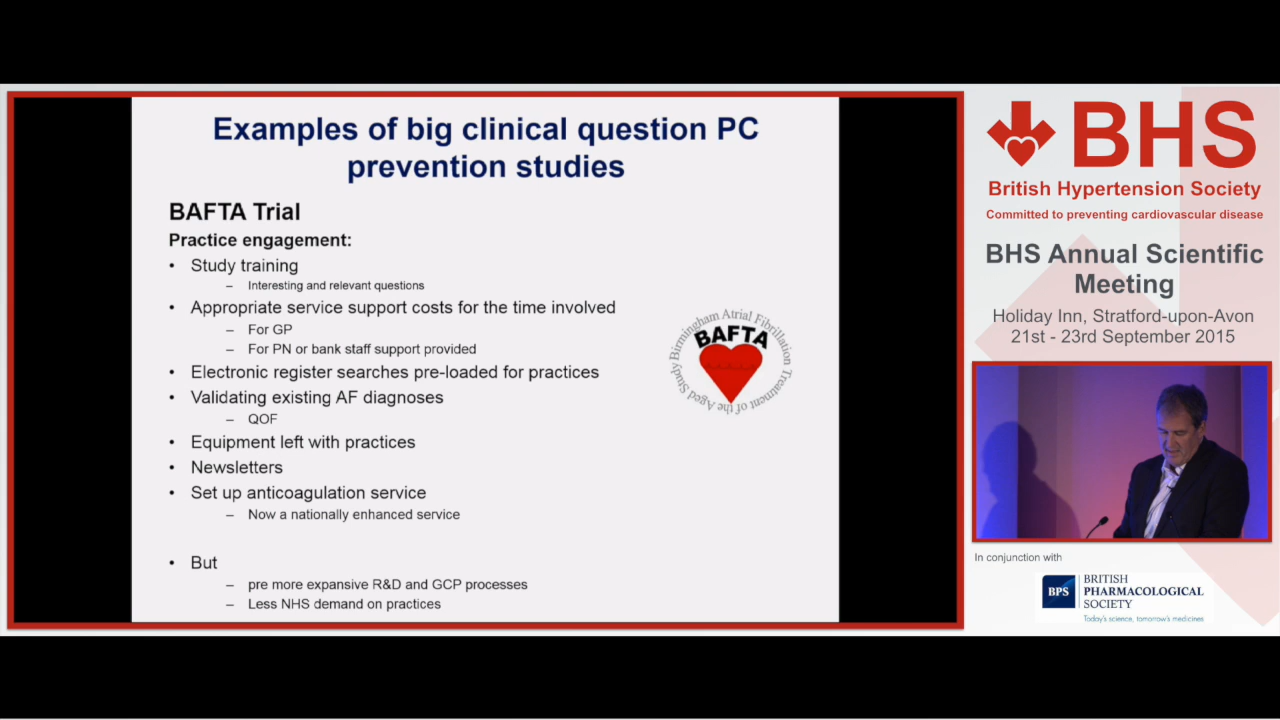 Examples of big clinical question PC
prevention studies
BAFTA Trial
Practice engagement:
• Study training
– Interesting and relevant questions
• Appropriate service support costs for the time involved
– For GP
– For PN or bank staff support provided
• Electronic register searches pre-loaded for practices
• Validating existing AF diagnoses
– QOF
• Equipment left with practices
• Newsletters
• Set up anticoagulation service
– Now a nationally enhanced service
• But
– pre more expansive R&D and GCP processes
– Less NHS demand on practices
Birmingham Atrial Fibrillation Treatment of the Aged Study
BAFTA
BHS
British Hypertension Society
Committed to preventing cardiovascular disease
BHS Annual Scientific
Meeting
Holiday Inn, Stratford-upon-Avon
21st - 23rd September 2015
In conjunction with
BPS
BRITISH
PHARMACOLOGICAL
SOCIETY
Today's science, tomorrow's medicines